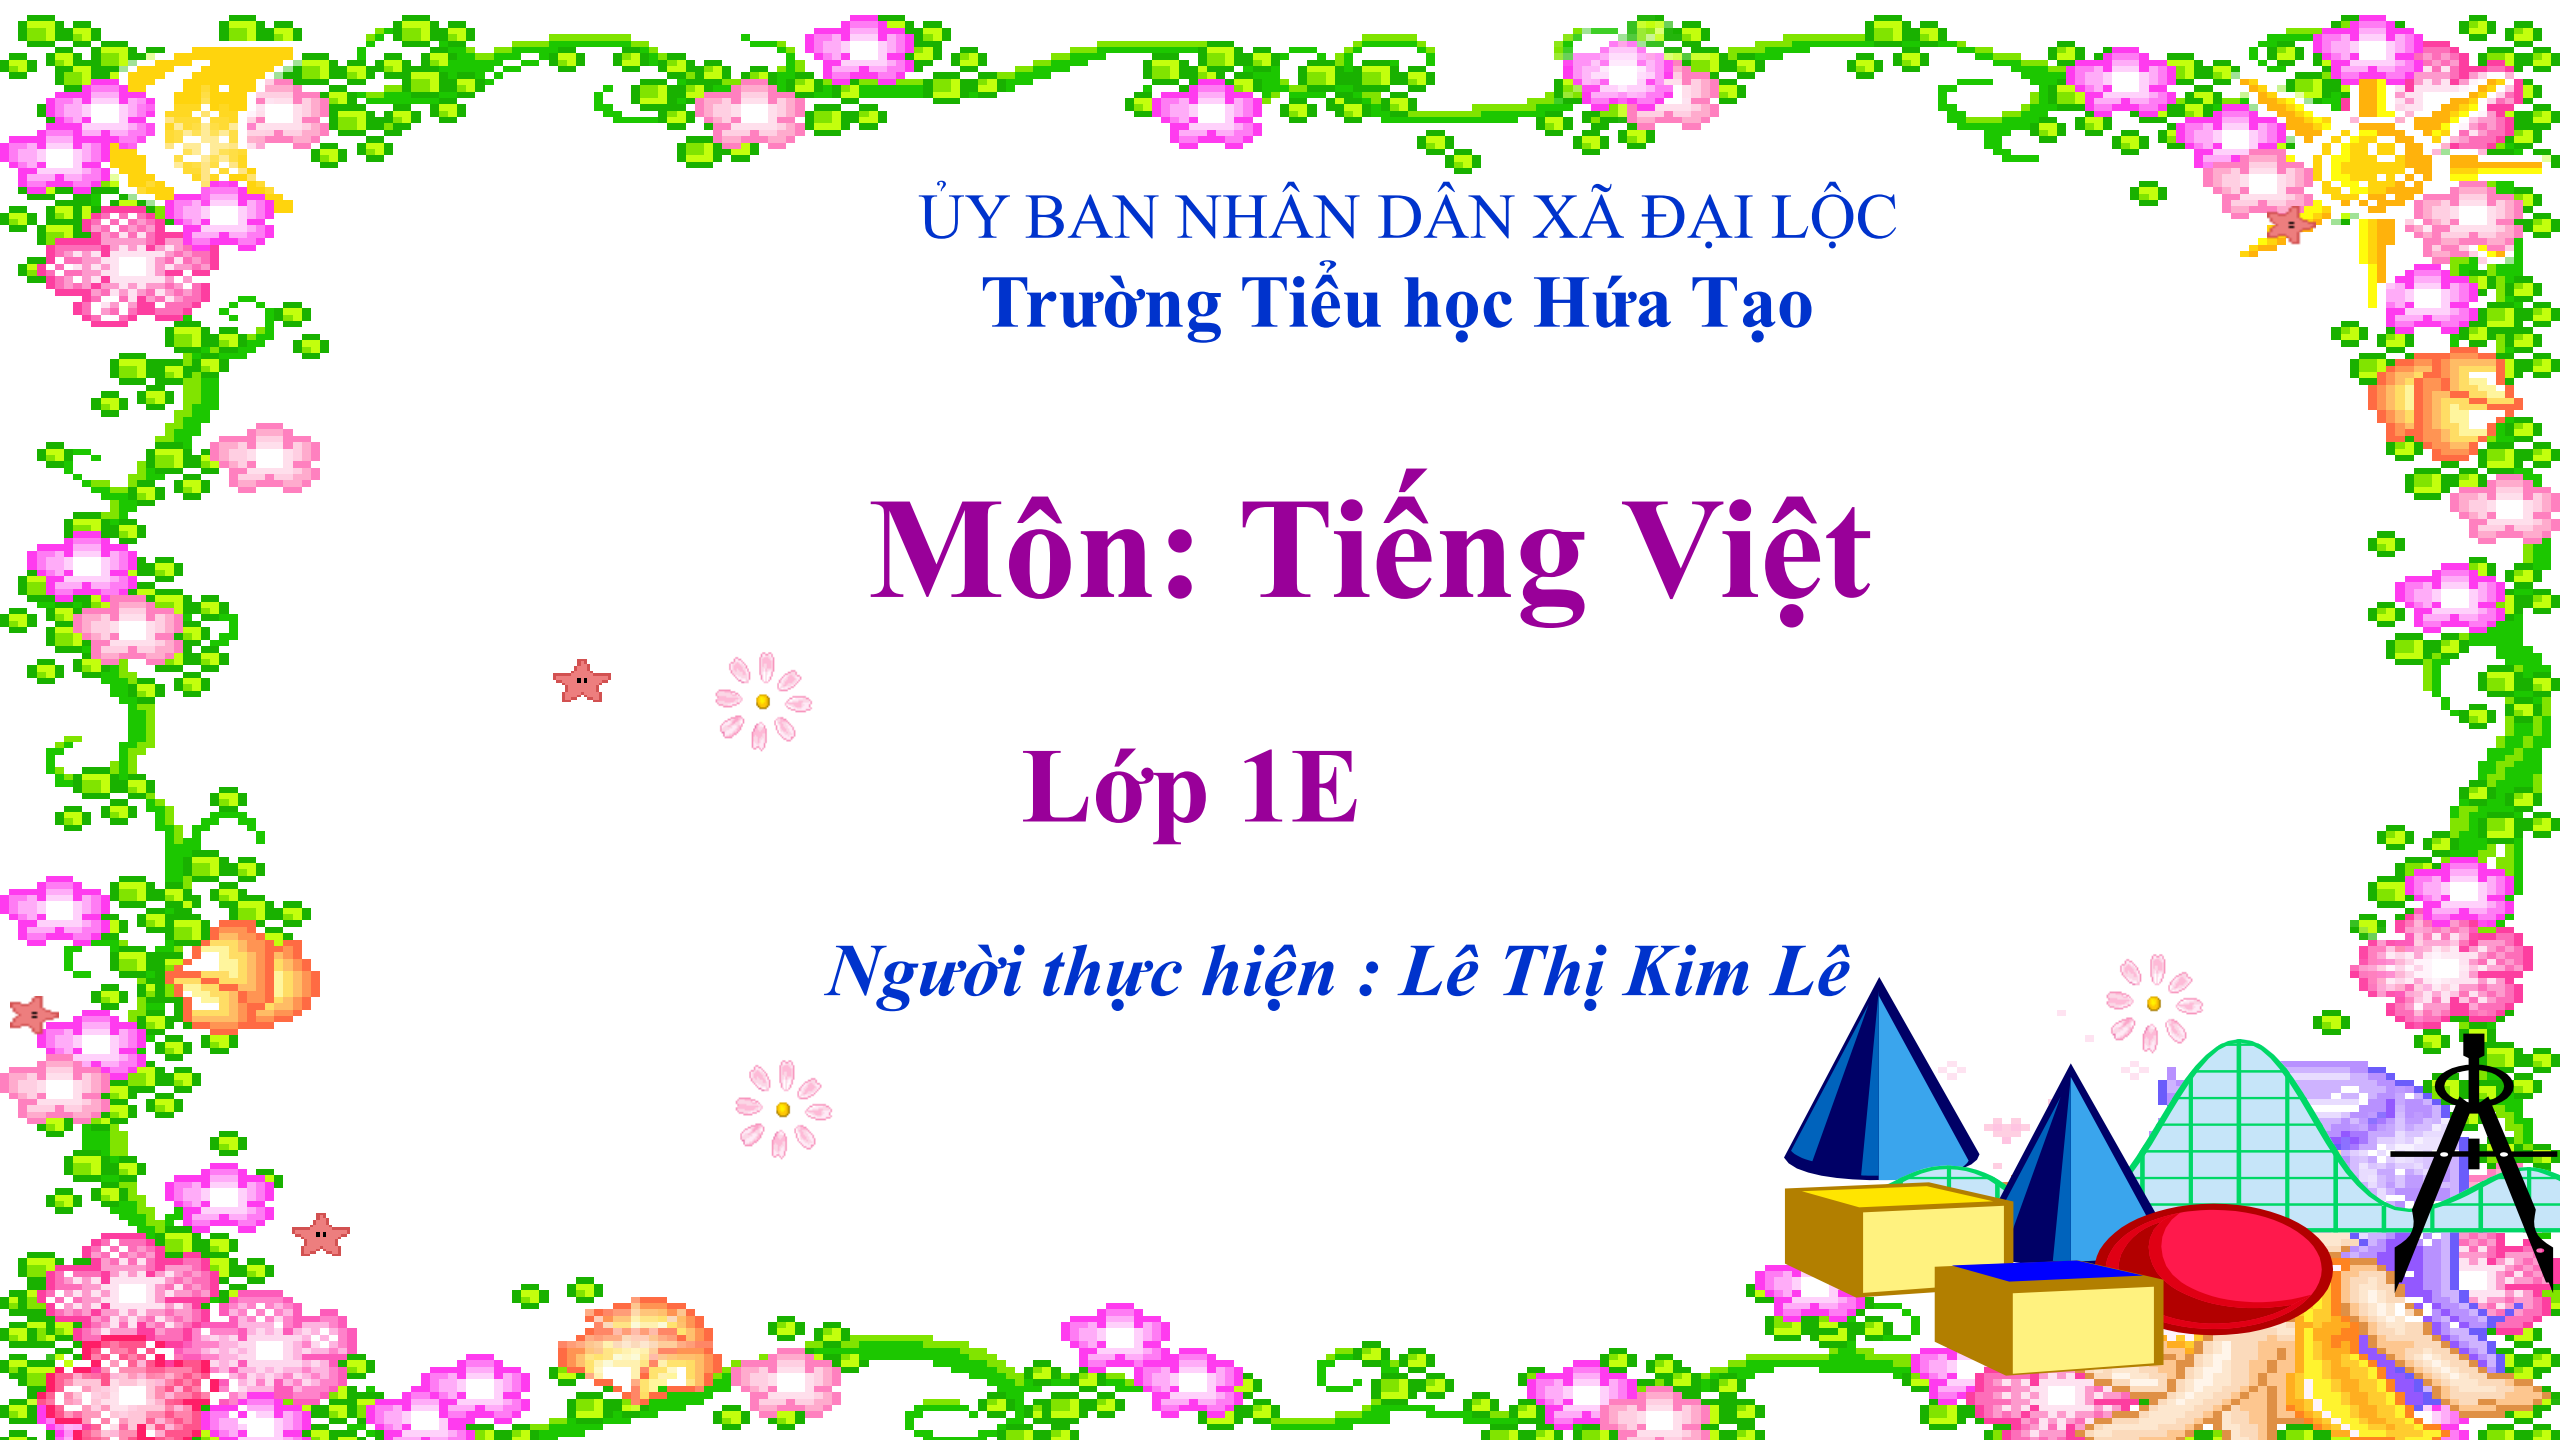 ỦY BAN NHÂN DÂN XÃ ĐẠI LỘC
Trường Tiểu học Hứa Tạo
Môn: Tiếng Việt
Lớp 1E
Người thực hiện : Lê Thị Kim Lê